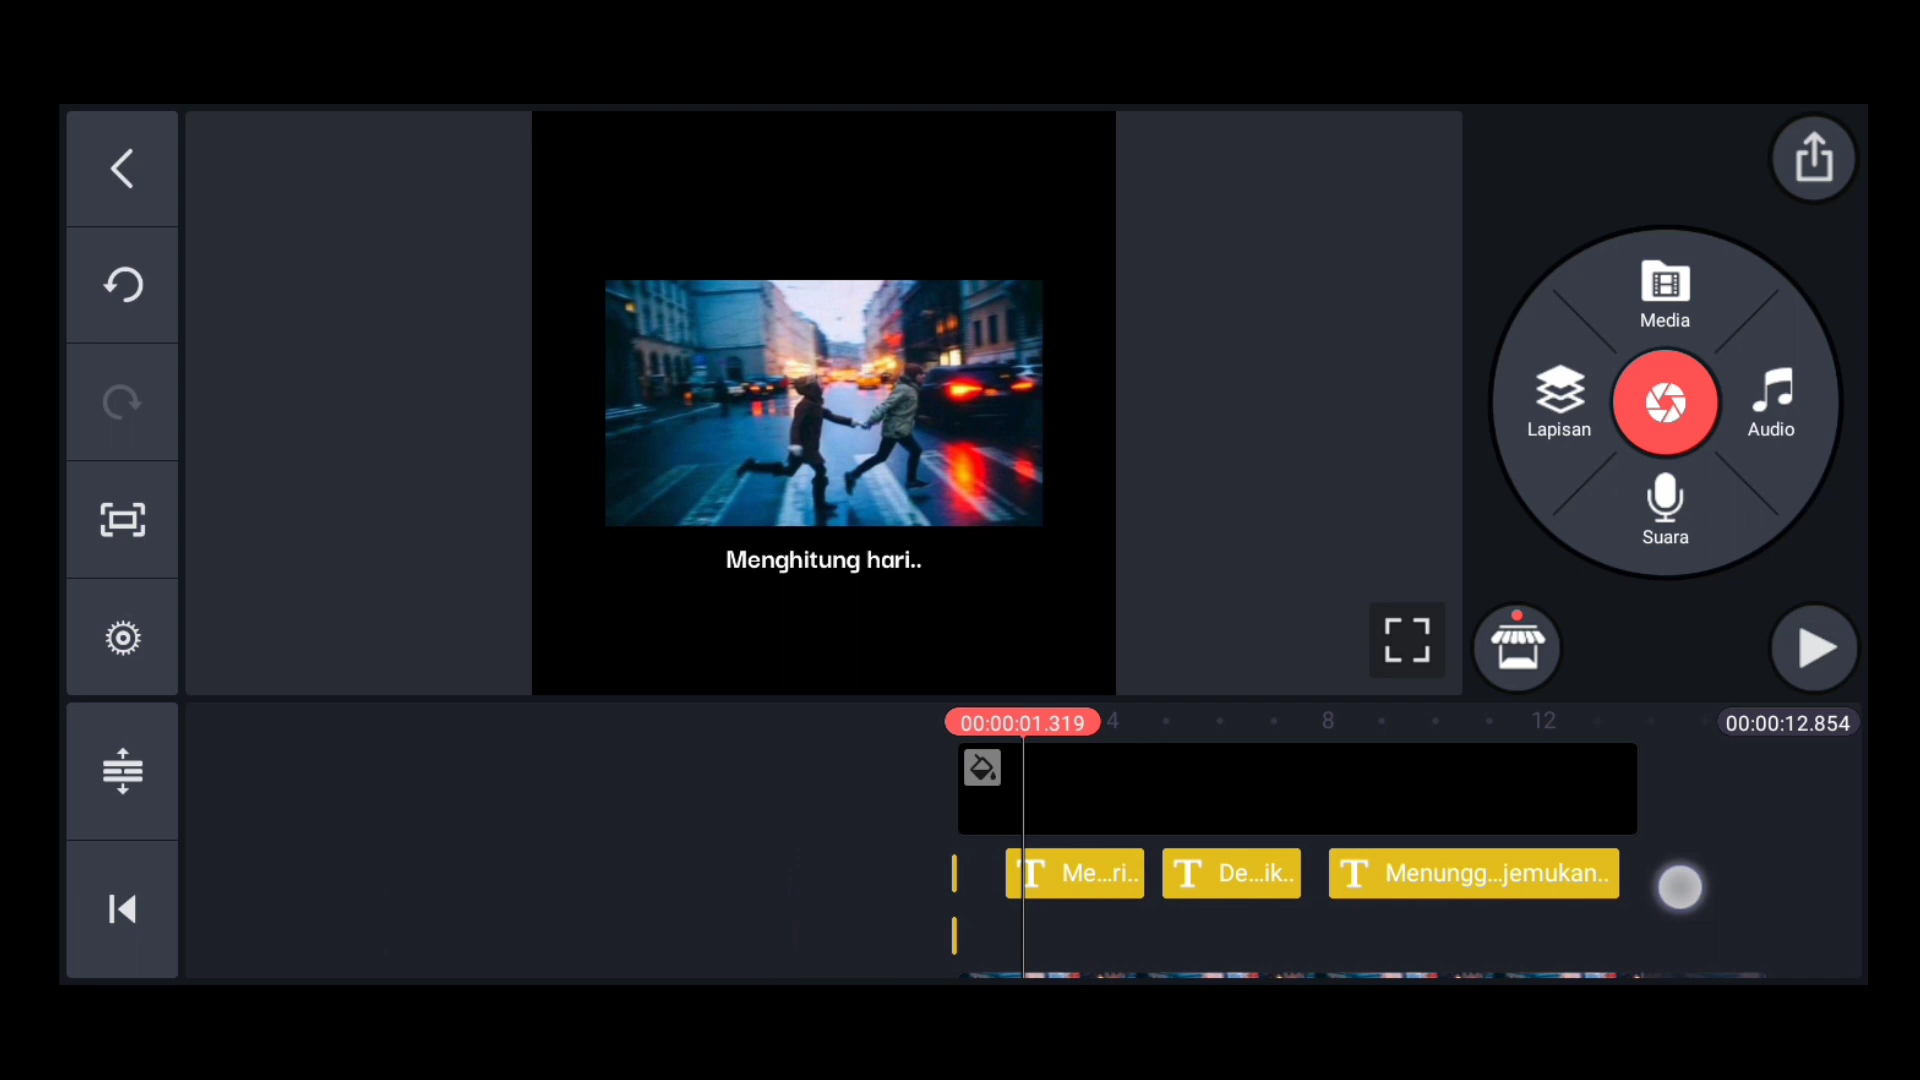 Media
Lapisan
Audio
Suara
Menghitung hari..
00:00:01.319
4
8
12
00:00:12.854
T Me...ri..
T De...ik..
T Menungg...jemukan..